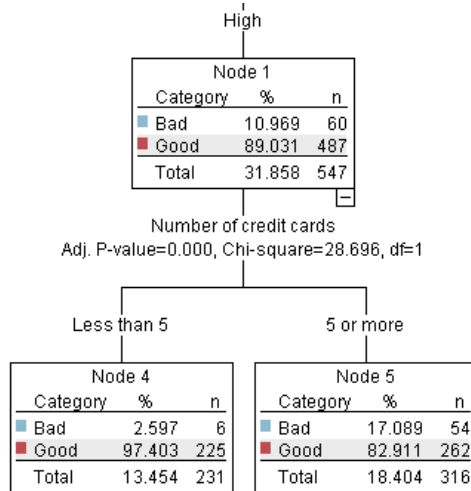 High
Node 1
Category % n
Bad 10.969 60
Good 89.031 487
Total 31.858 547
Number of credit cards
Adj. P-value=0.000, Chi-square=28.696, df=1
Less than 5
5 or more
Node 4
Category % n
Bad 2.597 6
Good 97.403 225
Total 13.454 231
Node 5
Category % n
Bad 17.089 54
Good 82.911 262
Total 18.404 316